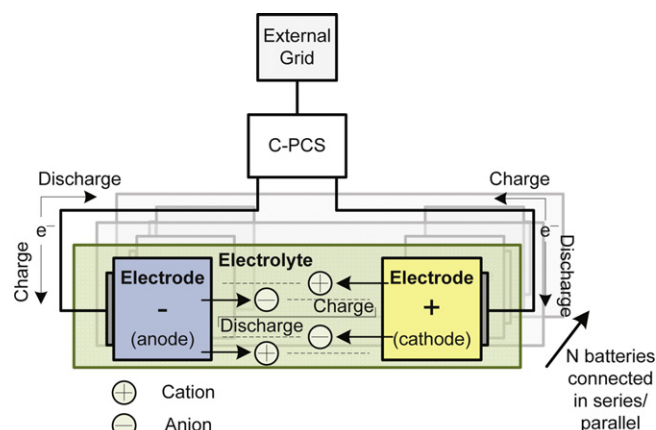 External
Grid
C-PCS
Discharge
Charge
e⁻
e⁻
Charge
Discharge
Electrolyte
Electrode
-
(anode)
Electrode
+
(cathode)
+
−
Charge
Discharge
−
+
N batteries
connected
in series/
parallel
+ Cation
− Anion